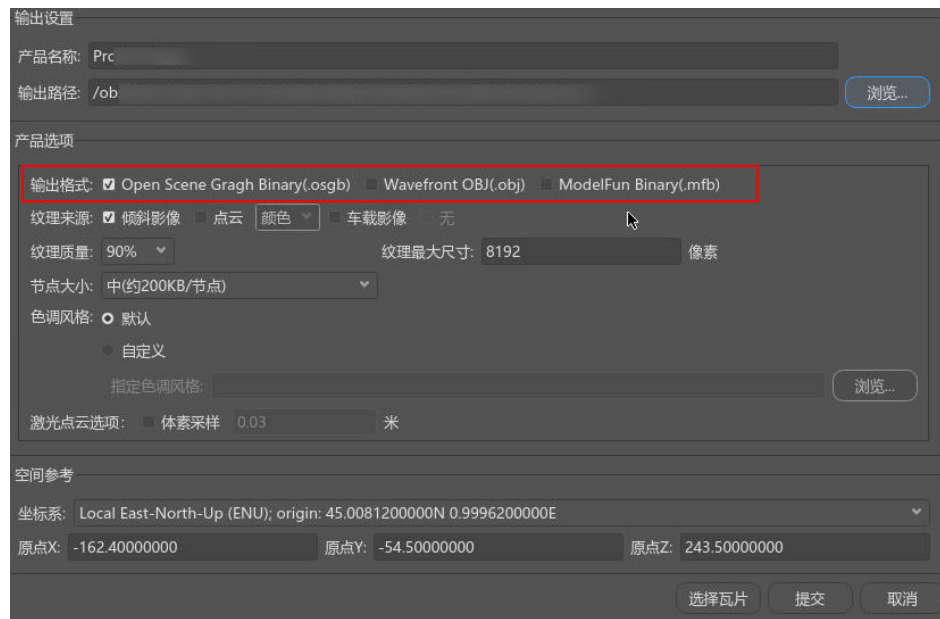 输出设置
产品名称: Prc
输出路径: /ob 浏览...
产品选项
输出格式: Open Scene Gragh Binary(.osgb) Wavefront OBJ(.obj) ModelFun Binary(.mfb)
纹理来源: 倾斜影像 点云 颜色 车载影像 无
纹理质量: 90% 纹理最大尺寸: 8192 像素
节点大小: 中(约200KB/节点)
色调风格: 默认
自定义
指定色调风格: 浏览...
激光点云选项: 体素采样 0.03 米
空间参考
坐标系: Local East-North-Up (ENU); origin: 45.0081200000N 0.9996200000E
原点X: -162.40000000 原点Y: -54.50000000 原点Z: 243.50000000
选择瓦片 提交 取消